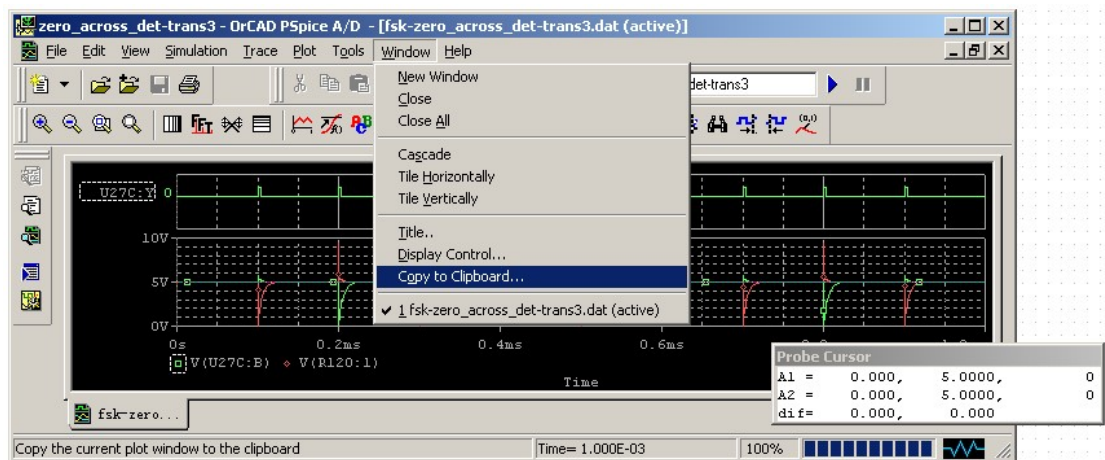 zero_across_det-trans3 - OrCAD PSpice A/D - [fsk-zero_across_det-trans3.dat (active)]
File Edit View Simulation Trace Plot Tools Window Help
New Window
Close
Close All
Cascade
Tile Horizontally
Tile Vertically
Title..
Display Control...
Copy to Clipboard...
1 fsk-zero_across_det-trans3.dat (active)
det-trans3
FFT
(0,0)
U27C:Y 0
10V
5V
0V
0s 0.2ms 0.4ms 0.6ms
V(U27C:B) V(R120:1)
Time
Probe Cursor
A1 = 0.000, 5.0000, 0
A2 = 0.000, 5.0000, 0
dif= 0.000, 0.000
fsk-zero...
Copy the current plot window to the clipboard Time= 1.000E-03 100%